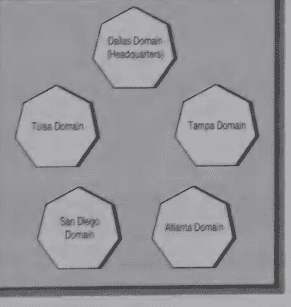 Dallas Domain
(Headquarters)
Tulsa Domain
Tampa Domain
San Diego
Domain
Atlanta Domain